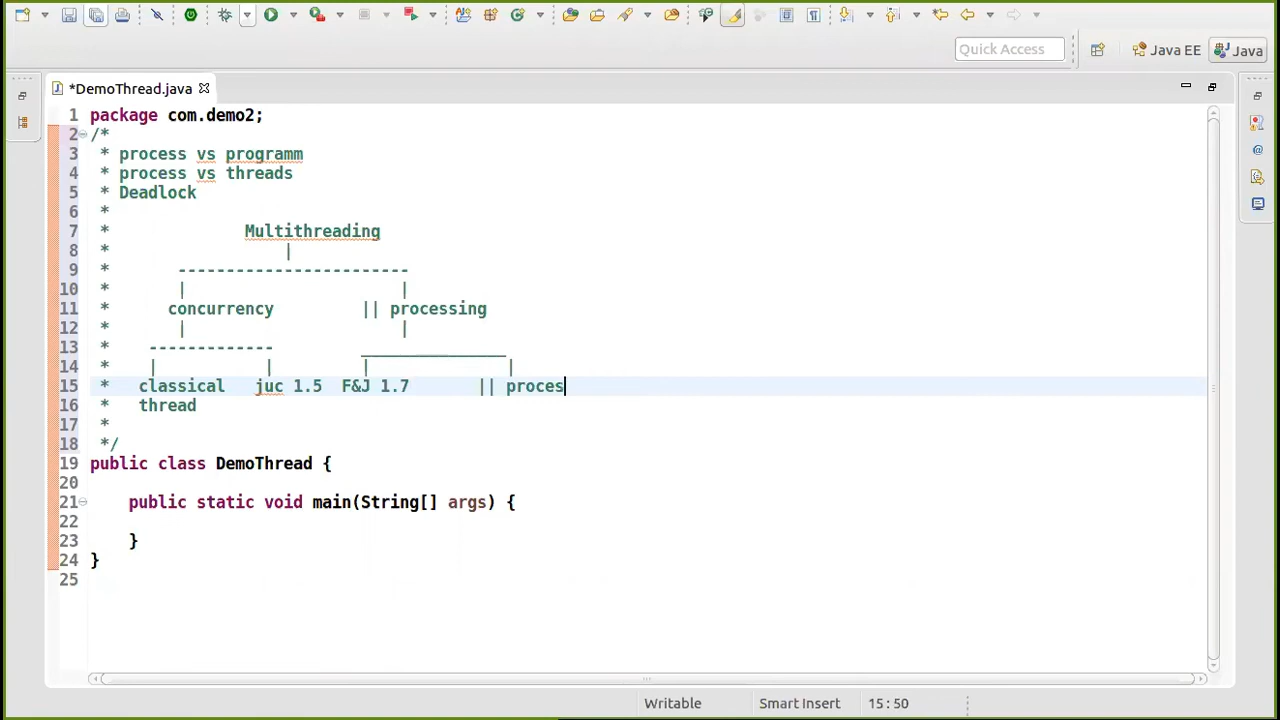 Quick Access
Java EE
Java
*DemoThread.java
1 package com.demo2;
2 /*
3  * process vs programm
4  * process vs threads
5  * Deadlock
6  *
7  *              Multithreading
8  *                  |
9  *       ------------------------
10  *       |                      |
11  *      concurrency         || processing
12  *       |                      |
13  *    -------------         _______________
14  *    |           |         |              |
15  *   classical   juc 1.5  F&J 1.7       || proces
16  *   thread
17  *
18  */
19 public class DemoThread {
20
21     public static void main(String[] args) {
22
23     }
24 }
25
Writable
Smart Insert
15 : 50